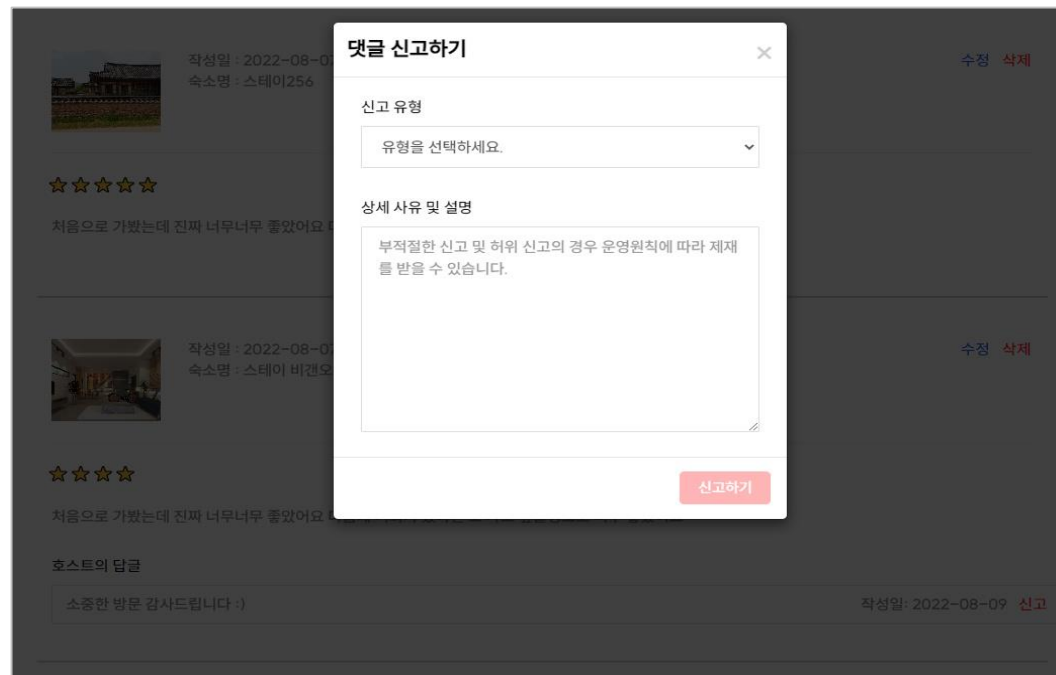 댓글 신고하기
×
신고 유형
유형을 선택하세요.
상세 사유 및 설명
부적절한 신고 및 허위 신고의 경우 운영원칙에 따라 제재
를 받을 수 있습니다.
신고하기
작성일 : 2022-08-0
숙소명 : 스테이256
수정 삭제
처음으로 가봤는데 진짜 너무너무 좋았어요
작성일 : 2022-08-0
숙소명 : 스테이 비갠오
수정 삭제
처음으로 가봤는데 진짜 너무너무 좋았어요
호스트의 답글
소중한 방문 감사드립니다 :)
작성일: 2022-08-09 신고